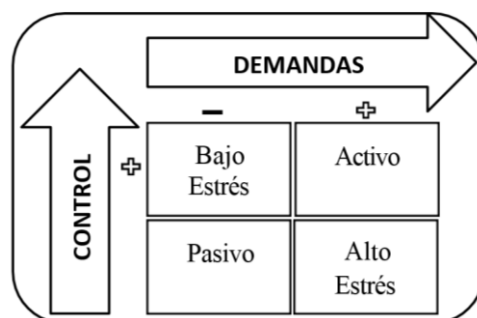 DEMANDAS
− +
CONTROL
+
Bajo
Estrés
Activo
Pasivo
Alto
Estrés